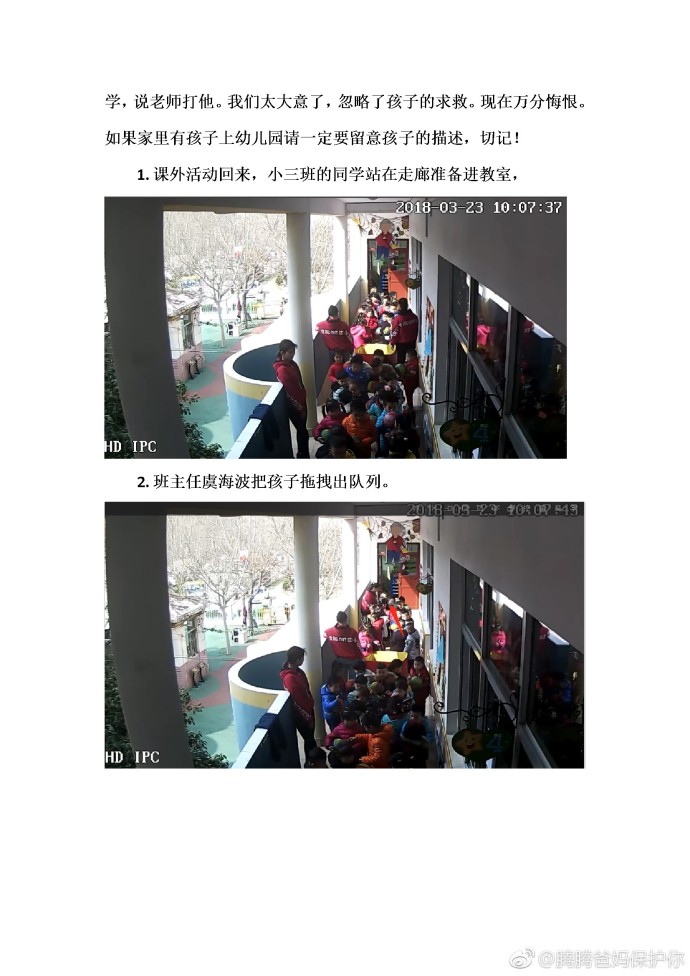 学，说老师打他。我们太大意了，忽略了孩子的求救。现在万分悔恨。
如果家里有孩子上幼儿园请一定要留意孩子的描述，切记！
1. 课外活动回来，小三班的同学站在走廊准备进教室，
2018-03-23 10:07:37
HD IPC
2. 班主任虞海波把孩子拖拽出队列。
2018-03-23 10:07:43
HD IPC
@腾腾爸妈保护你